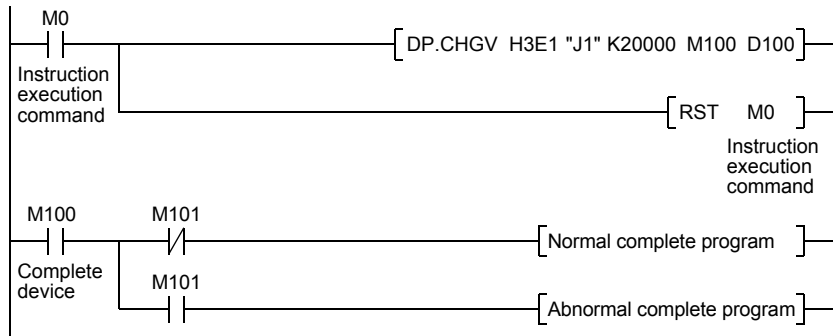 M0
DP.CHGV H3E1 "J1" K20000 M100 D100
Instruction
execution
command
RST M0
Instruction
execution
command
M100 M101
Normal complete program
Complete
device
M101
Abnormal complete program